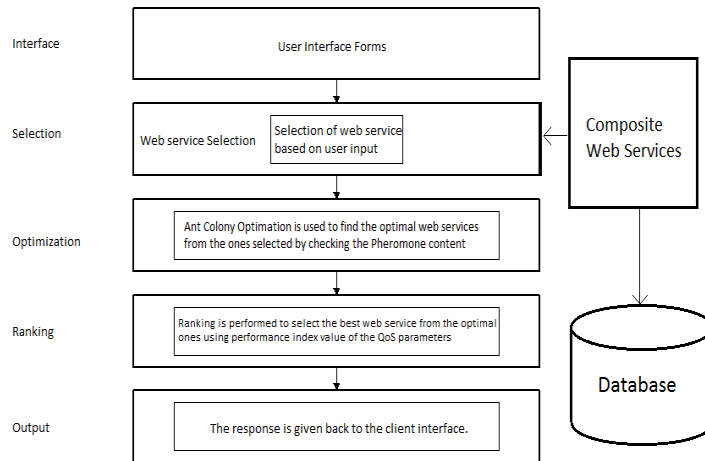 Interface
User Interface Forms
Selection
Web service Selection
Selection of web service
based on user input
Composite
Web Services
Optimization
Ant Colony Optimation is used to find the optimal web services
from the ones selected by checking the Pheromone content
Ranking
Ranking is performed to select the best web service from the optimal
ones using performance index value of the QoS parameters
Database
Output
The response is given back to the client interface.